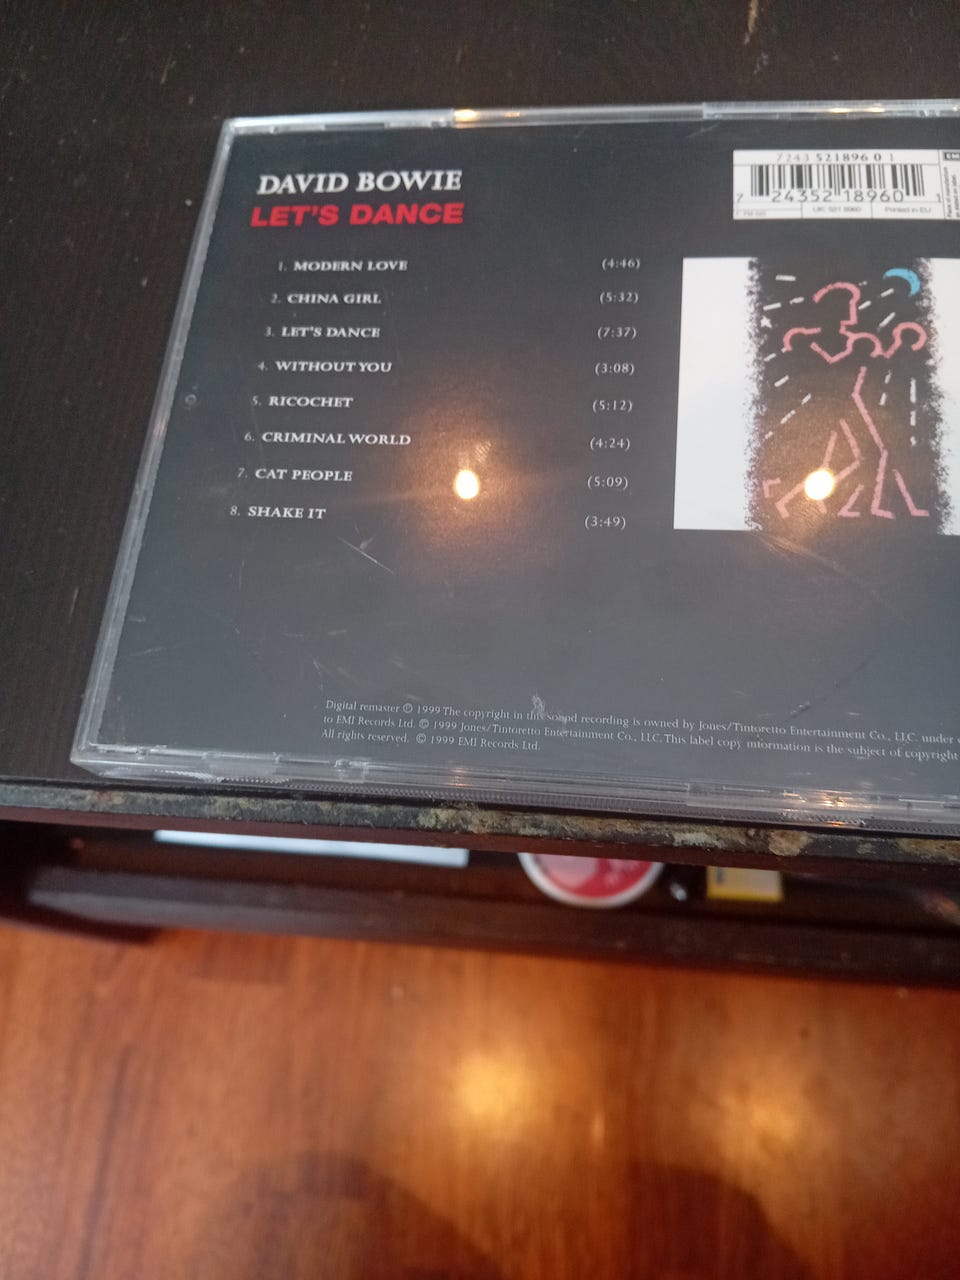 DAVID BOWIE
LET'S DANCE
1. MODERN LOVE (4:46)
2. CHINA GIRL (5:32)
3. LET'S DANCE (7:37)
4. WITHOUT YOU (3:08)
5. RICOCHET (5:12)
6. CRIMINAL WORLD (4:24)
7. CAT PEOPLE (5:09)
8. SHAKE IT (3:49)
7243 521896 0 1
7 24352 18960 1
UK: 521 8960
Printed in EU
Digital remaster ℗ 1999 The copyright in this sound recording is owned by Jones/Tintoretto Entertainment Co., LLC. under
to EMI Records Ltd. © 1999 Jones/Tintoretto Entertainment Co., LLC. This label copy information is the subject of copyright
All rights reserved. © 1999 EMI Records Ltd.